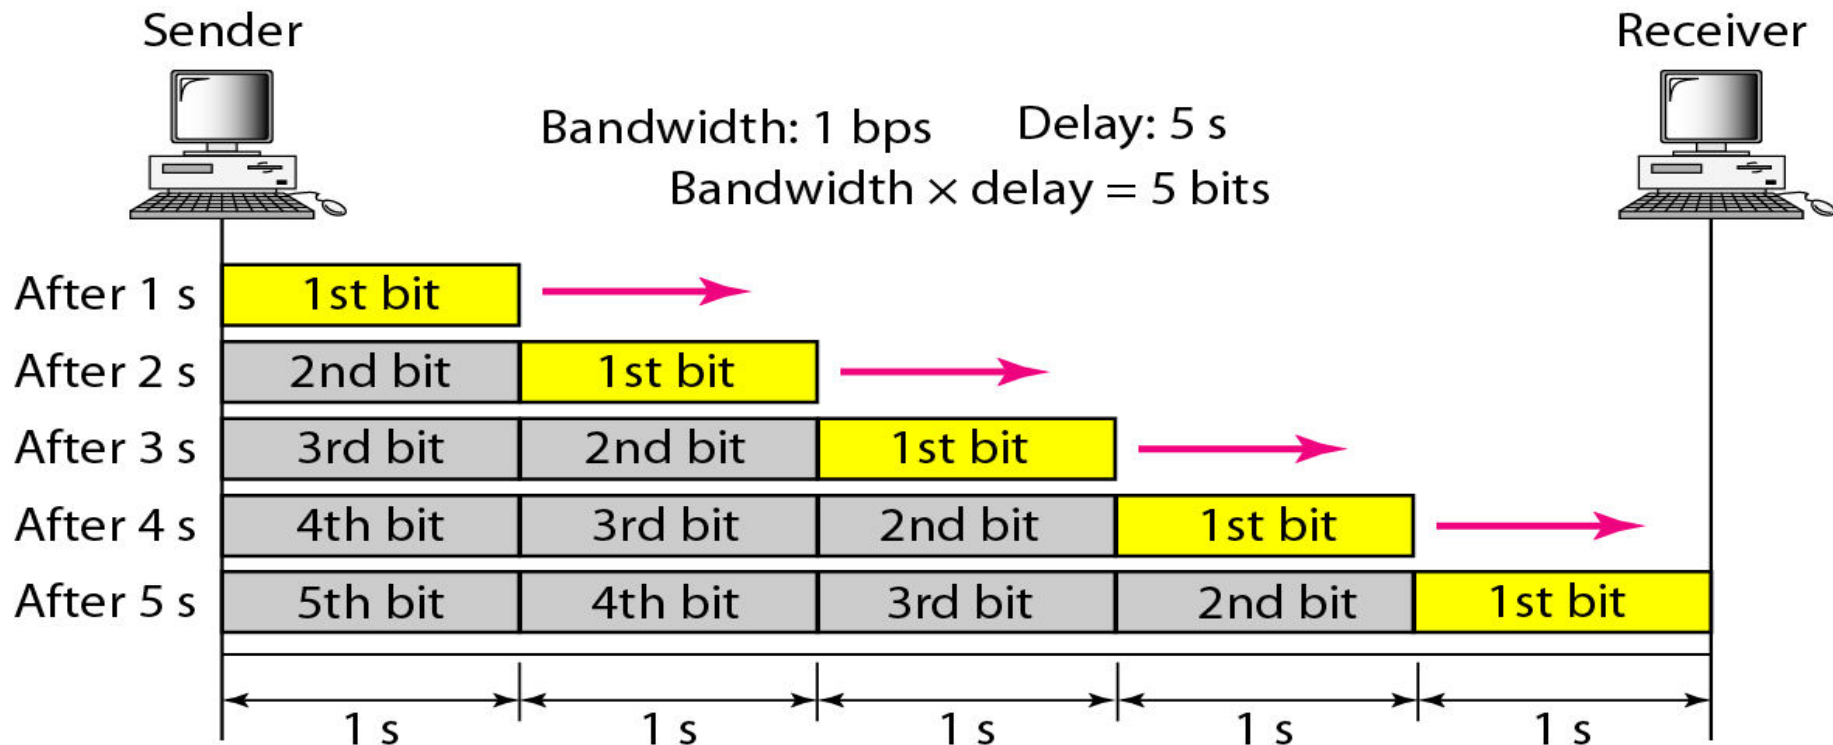 Sender
Receiver
Bandwidth: 1 bps Delay: 5 s
Bandwidth × delay = 5 bits
After 1 s 1st bit
After 2 s 2nd bit 1st bit
After 3 s 3rd bit 2nd bit 1st bit
After 4 s 4th bit 3rd bit 2nd bit 1st bit
After 5 s 5th bit 4th bit 3rd bit 2nd bit 1st bit
1 s 1 s 1 s 1 s 1 s